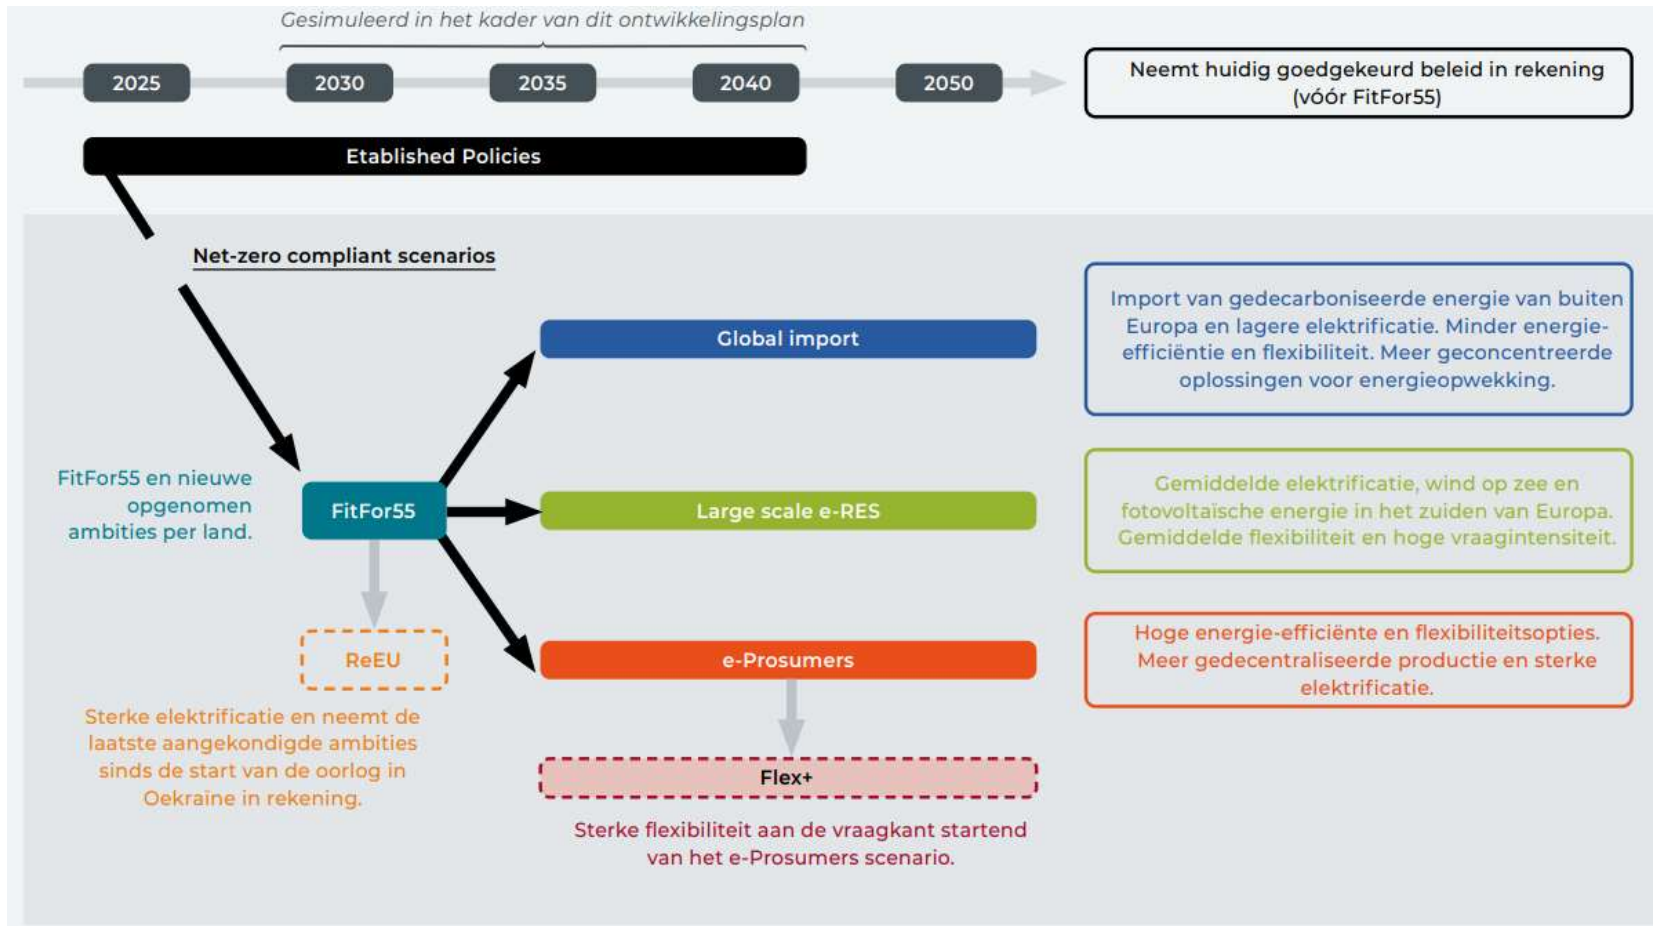 Gesimuleerd in het kader van dit ontwikkelingsplan
2025
2030
2035
2040
2050
Neemt huidig goedgekeurd beleid in rekening
(vóór FitFor55)
Etablished Policies
Net-zero compliant scenarios
Global import
Import van gedecarboniseerde energie van buiten
Europa en lagere elektrificatie. Minder energie-
efficiëntie en flexibiliteit. Meer geconcentreerde
oplossingen voor energieopwekking.
FitFor55 en nieuwe
opgenomen
ambities per land.
FitFor55
Large scale e-RES
Gemiddelde elektrificatie, wind op zee en
fotovoltaïsche energie in het zuiden van Europa.
Gemiddelde flexibiliteit en hoge vraagintensiteit.
ReEU
Sterke elektrificatie en neemt de
laatste aangekondigde ambities
sinds de start van de oorlog in
Oekraïne in rekening.
e-Prosumers
Hoge energie-efficiënte en flexibiliteitsopties.
Meer gedecentraliseerde productie en sterke
elektrificatie.
Flex+
Sterke flexibiliteit aan de vraagkant startend
van het e-Prosumers scenario.